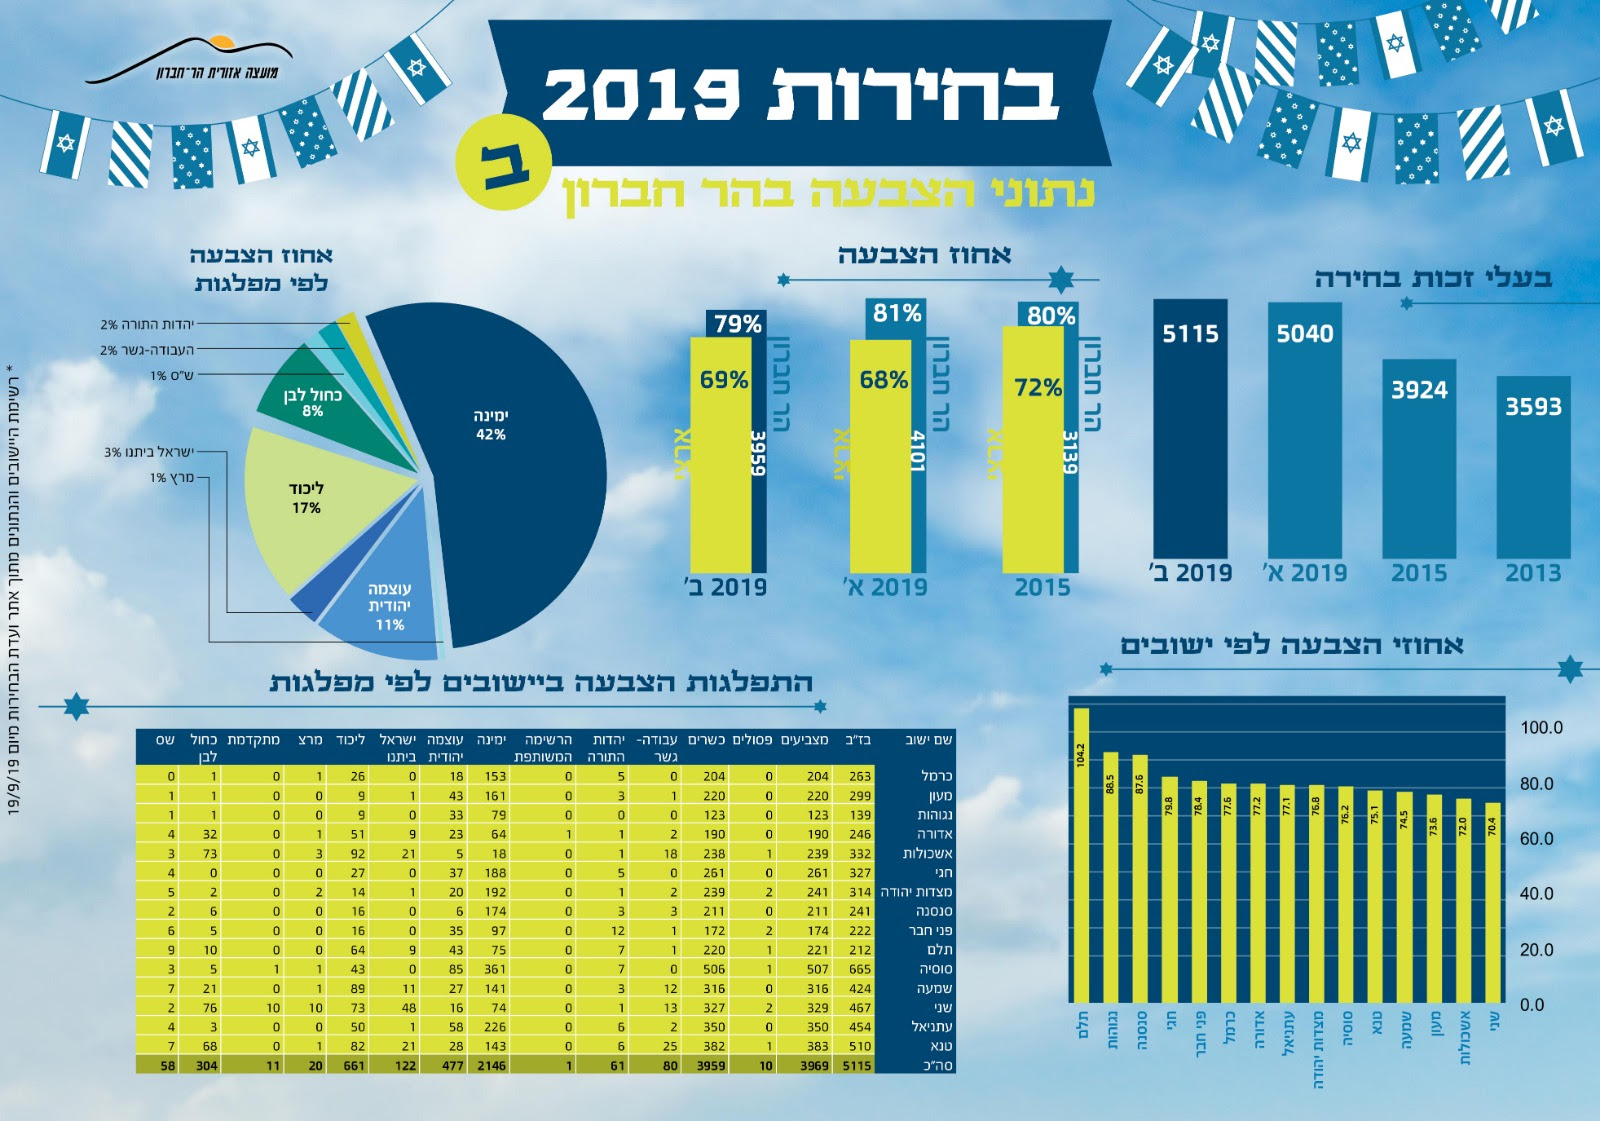 מועצה אזורית הר-חברון
בחירות 2019
ב
נתוני הצבעה בהר חברון
בעלי זכות בחירה
3593
3924
5040
5115
2013
2015
2019 א'
2019 ב'
אחוז הצבעה
80%
הר חברון
72%
3139
ארצי
2015
81%
הר חברון
68%
4101
ארצי
2019 א'
79%
הר חברון
69%
3959
ארצי
2019 ב'
אחוז הצבעה
לפי מפלגות
יהדות התורה 2%
העבודה-גשר 2%
ש"ס 1%
כחול לבן
8%
ישראל ביתנו 3%
מרץ 1%
ליכוד
17%
עוצמה
יהודית
11%
ימינה
42%
אחוזי הצבעה לפי ישובים
100.0
80.0
60.0
40.0
20.0
0.0
104.2 88.5 87.6 79.8 78.4 77.6 77.2 77.1 76.8 76.2 75.1 74.5 73.6 72.0 70.4
תלם נגוהות סנסנה חגי פני חבר כרמל אדורה עתניאל מצדות יהודה סוסיה טנא שמעה מעון אשכולות שני
התפלגות הצבעה ביישובים לפי מפלגות
שם ישוב בז"ב מצביעים פסולים כשרים עבודה-גשר יהדות התורה הרשימה המשותפת ימינה עוצמה יהודית ישראל ביתנו ליכוד מרצ מתקדמת כחול לבן שס
כרמל 263 204 0 204 0 5 0 153 18 0 26 1 0 1 0
מעון 299 220 0 220 1 3 0 161 43 1 9 0 0 1 1
נגוהות 139 123 0 123 0 0 0 79 33 0 9 0 0 1 1
אדורה 246 190 0 190 2 1 1 64 23 9 51 1 0 32 4
אשכולות 332 239 1 238 18 1 0 18 5 21 92 3 0 73 3
חגי 327 261 0 261 0 5 0 188 37 0 27 0 0 0 4
מצדות יהודה 314 241 2 239 2 1 0 192 20 1 14 2 0 2 5
סנסנה 241 211 0 211 3 3 0 174 6 0 16 0 0 6 2
פני חבר 222 174 2 172 1 12 0 97 35 0 16 0 0 5 6
תלם 212 221 1 220 1 7 0 75 43 9 64 0 0 10 9
סוסיה 665 507 1 506 0 7 0 361 85 0 43 1 1 5 3
שמעה 424 316 0 316 12 3 0 141 27 11 89 1 0 21 7
שני 467 329 2 327 13 1 0 74 16 48 73 10 10 76 2
עתניאל 454 350 0 350 2 6 0 226 58 1 50 0 0 3 4
טנא 510 383 1 382 25 6 0 143 28 21 82 1 0 68 7
סה"כ 5115 3969 10 3959 80 61 1 2146 477 122 661 20 11 304 58
* רשימת היישובים והנתונים מתוך אתר ועדת הבחירות מיום 19/9/19